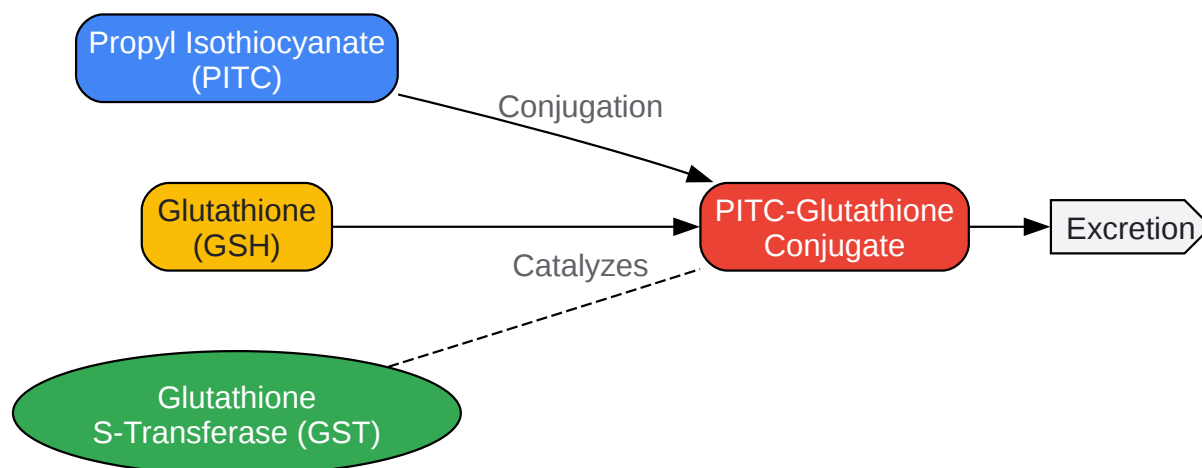 Propyl Isothiocyanate
(PITC)
Conjugation
Glutathione
(GSH)
PITC-Glutathione
Conjugate
Excretion
Catalyzes
Glutathione
S-Transferase (GST)